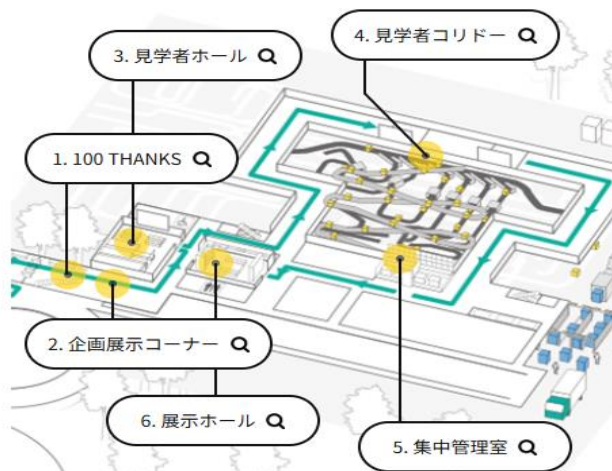 3. 見学者ホール
4. 見学者コリドー
1. 100 THANKS
2. 企画展示コーナー
6. 展示ホール
5. 集中管理室